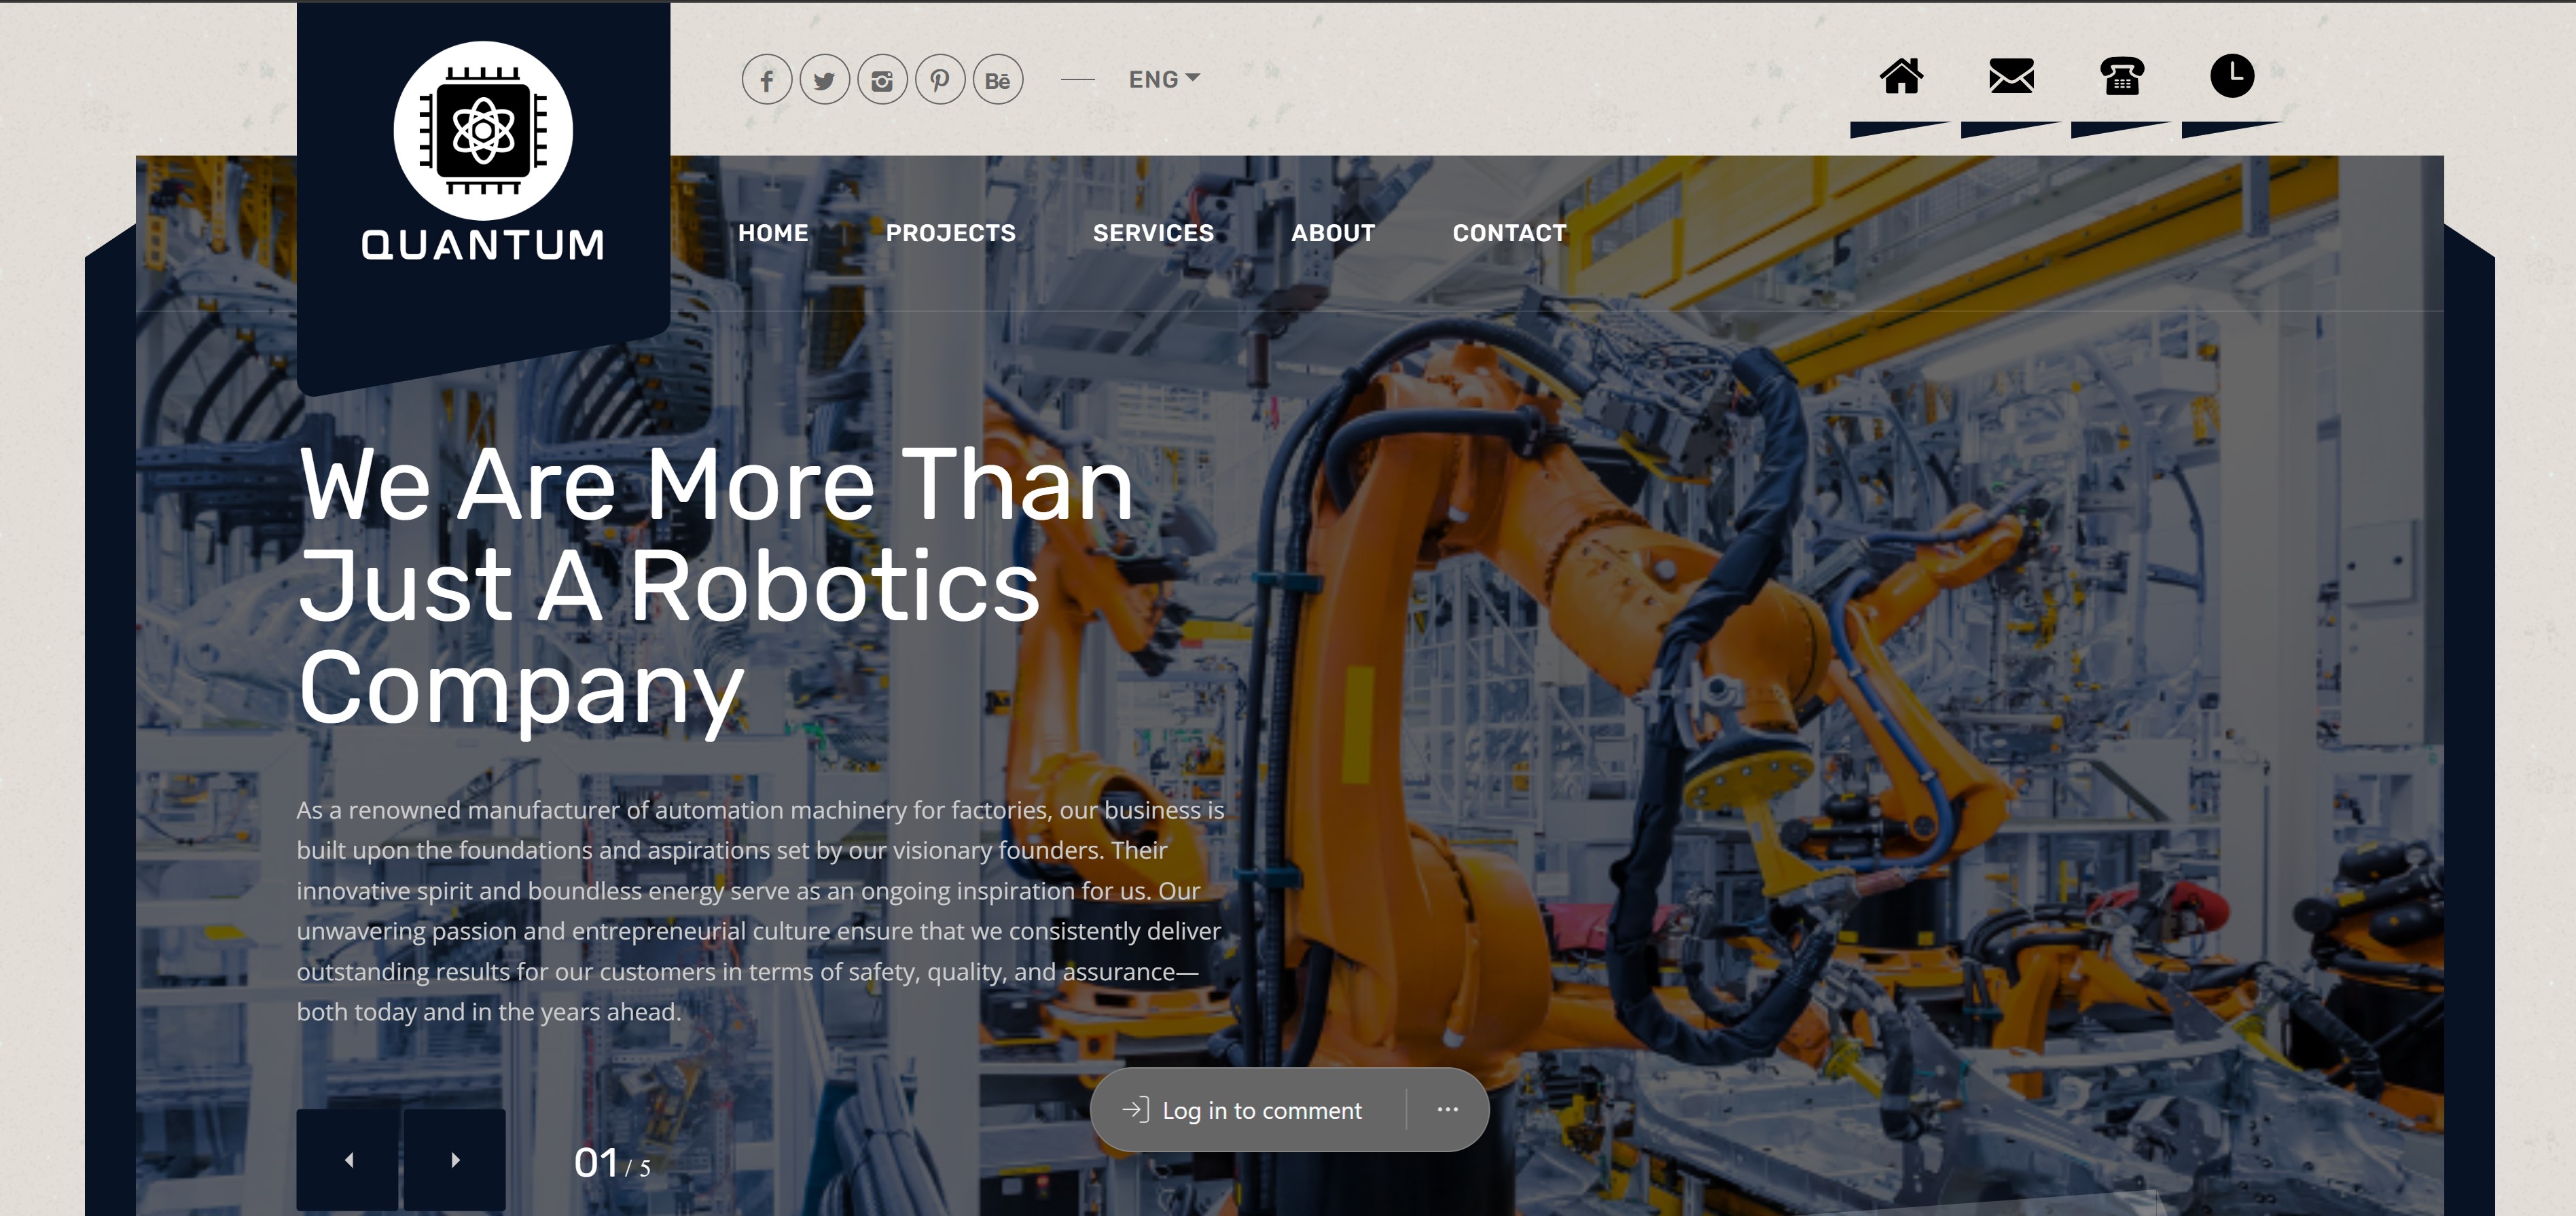 Bē
ENG
QUANTUM
HOME PROJECTS SERVICES ABOUT CONTACT
We Are More Than
Just A Robotics
Company
As a renowned manufacturer of automation machinery for factories, our business is
built upon the foundations and aspirations set by our visionary founders. Their
innovative spirit and boundless energy serve as an ongoing inspiration for us. Our
unwavering passion and entrepreneurial culture ensure that we consistently deliver
outstanding results for our customers in terms of safety, quality, and assurance—
both today and in the years ahead.
Log in to comment
01 / 5